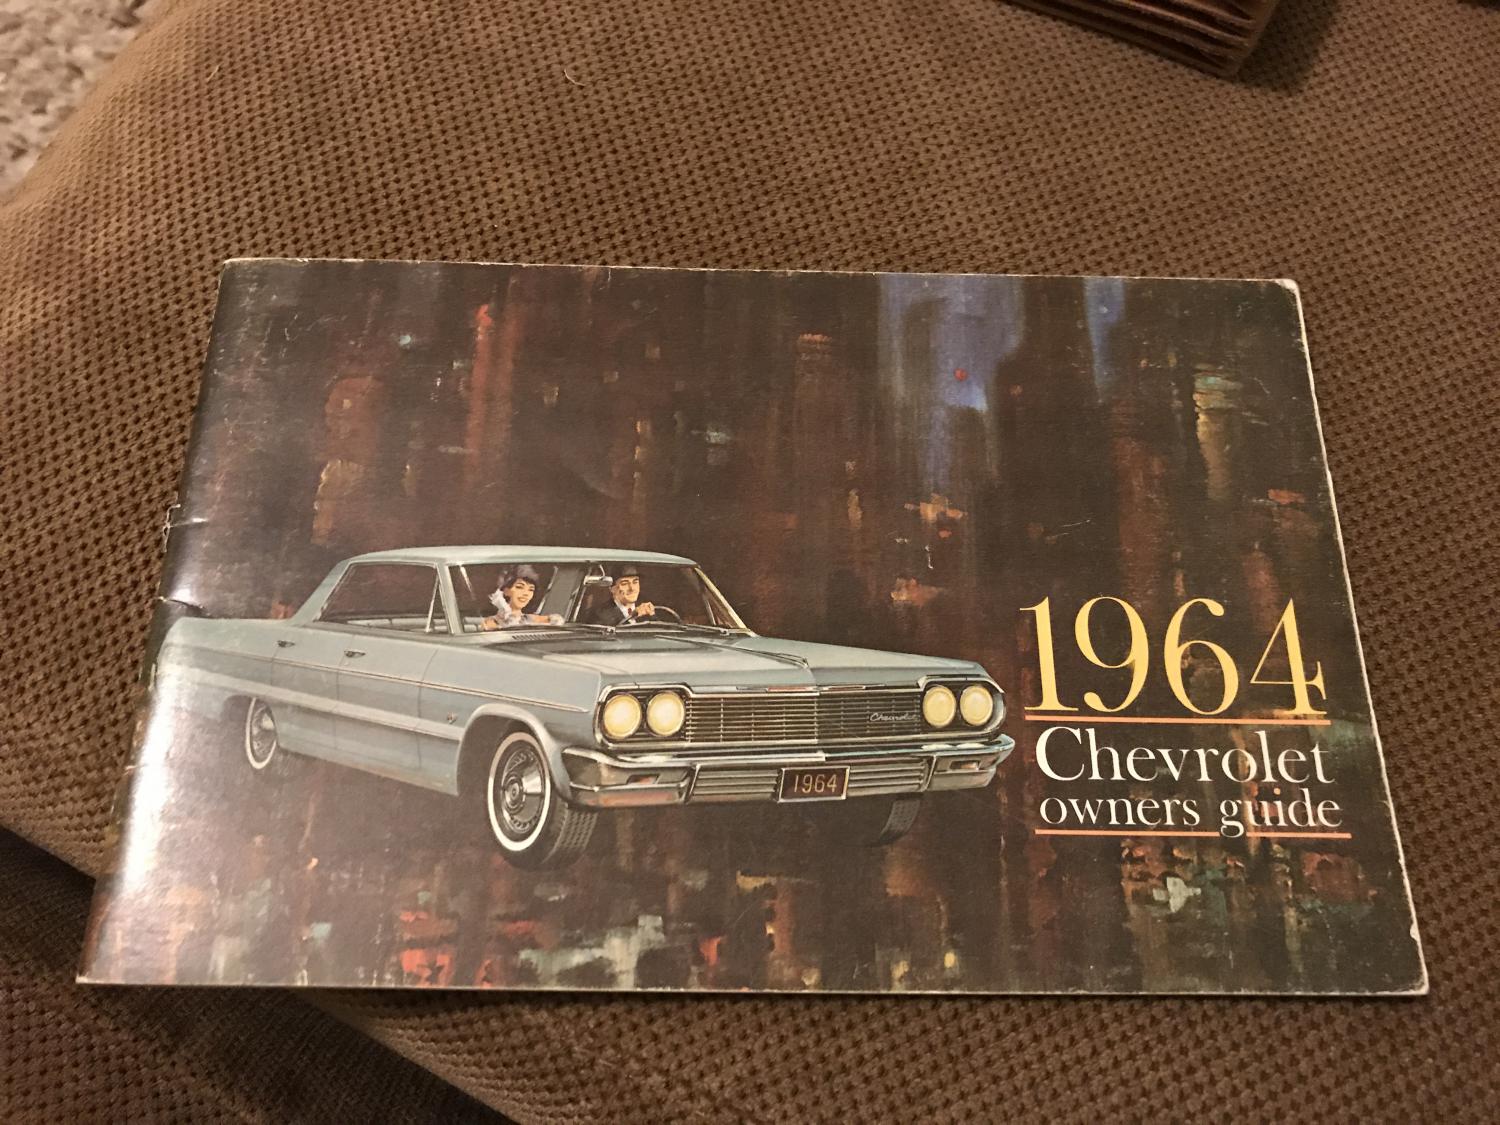 1964
Chevrolet
owners guide
Chevrolet
1964